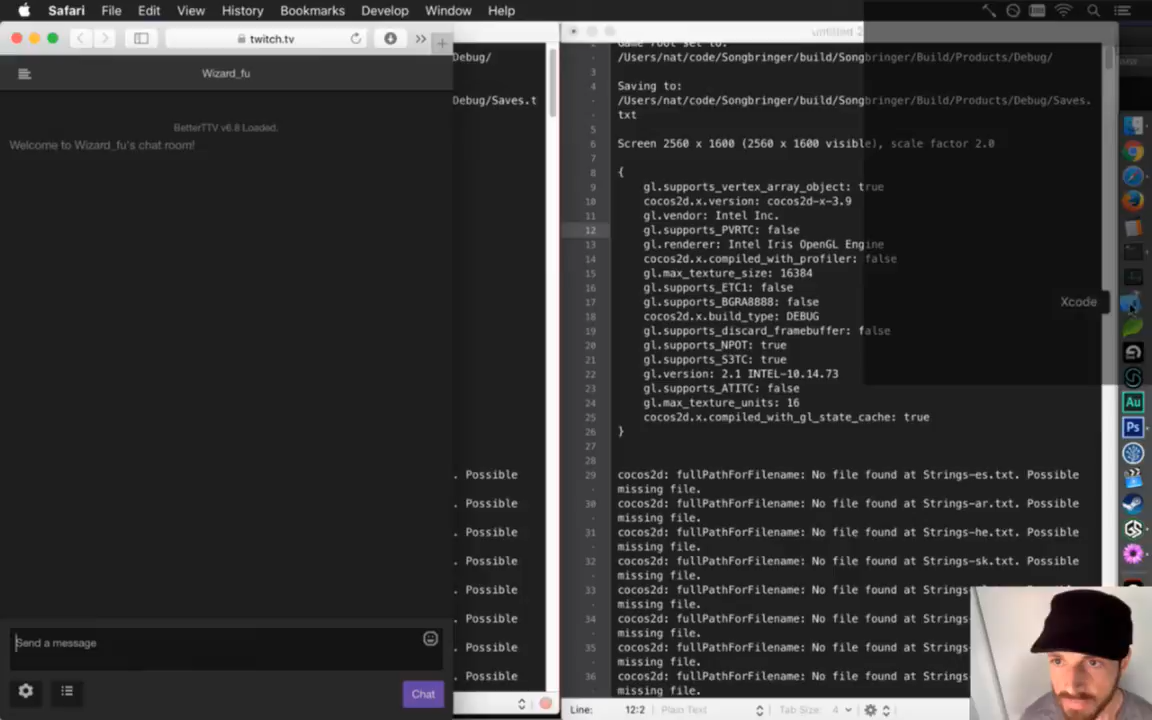 Safari File Edit View History Bookmarks Develop Window Help
twitch.tv
Wizard_fu
BetterTTV v6.8 Loaded.
Welcome to Wizard_fu's chat room!
Send a message
Chat
Debug/
Debug/Saves.t
. Possible
. Possible
. Possible
. Possible
. Possible
. Possible
. Possible
. Possible
untitled 2
2 Game root set to:
/Users/nat/code/Songbringer/build/Songbringer/Build/Products/Debug/
3
4 Saving to:
/Users/nat/code/Songbringer/build/Songbringer/Build/Products/Debug/Saves.
txt
5
6 Screen 2560 x 1600 (2560 x 1600 visible), scale factor 2.0
7
8 {
9 gl.supports_vertex_array_object: true
10 cocos2d.x.version: cocos2d-x-3.9
11 gl.vendor: Intel Inc.
12 gl.supports_PVRTC: false
13 gl.renderer: Intel Iris OpenGL Engine
14 cocos2d.x.compiled_with_profiler: false
15 gl.max_texture_size: 16384
16 gl.supports_ETC1: false
17 gl.supports_BGRA8888: false
18 cocos2d.x.build_type: DEBUG
19 gl.supports_discard_framebuffer: false
20 gl.supports_NPOT: true
21 gl.supports_S3TC: true
22 gl.version: 2.1 INTEL-10.14.73
23 gl.supports_ATITC: false
24 gl.max_texture_units: 16
25 cocos2d.x.compiled_with_gl_state_cache: true
26 }
27
28
29 cocos2d: fullPathForFilename: No file found at Strings-es.txt. Possible
missing file.
30 cocos2d: fullPathForFilename: No file found at Strings-ar.txt. Possible
missing file.
31 cocos2d: fullPathForFilename: No file found at Strings-he.txt. Possible
missing file.
32 cocos2d: fullPathForFilename: No file found at Strings-sk.txt. Possible
missing file.
33 cocos2d: fullPathForFilename: No file found at Strings-
missing file.
34 cocos2d: fullPathForFilename: No file found at Strings-
missing file.
35 cocos2d: fullPathForFilename: No file found at Strings-
missing file.
36 cocos2d: fullPathForFilename: No file found at Strings-
missing file.
Line: 12:2 Plain Text Tab Size: 4
Xcode
Au
Ps